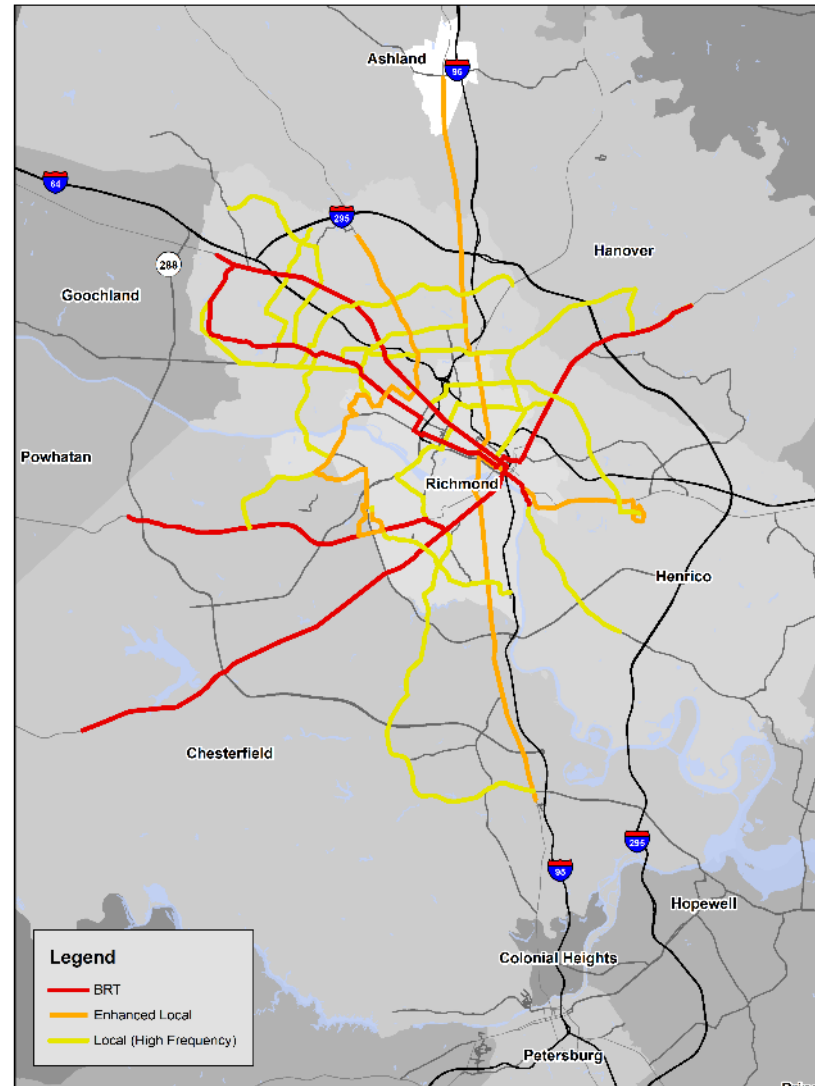 Ashland
96
64
295
Hanover
288
Goochland
Powhatan
Richmond
Henrico
Chesterfield
295
95
Hopewell
Colonial Heights
Petersburg
Legend
BRT
Enhanced Local
Local (High Frequency)